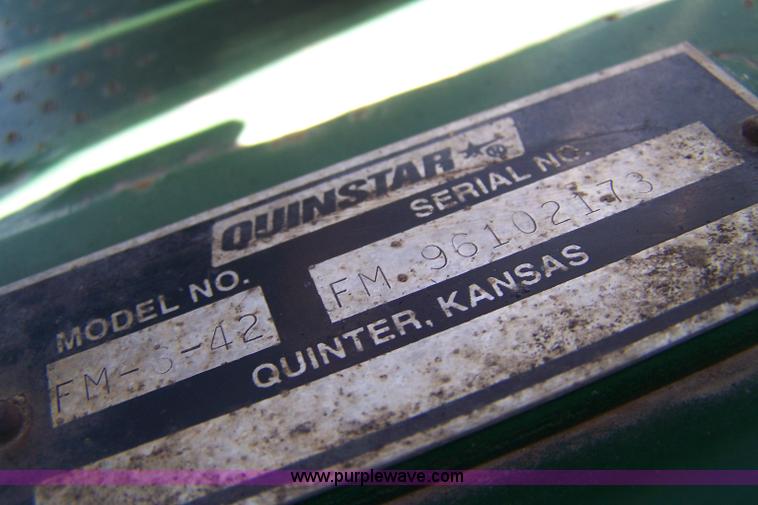 QUINSTAR
MODEL NO.
SERIAL NO.
FM-3-42
FM 96102173
QUINTER, KANSAS
www.purplewave.com